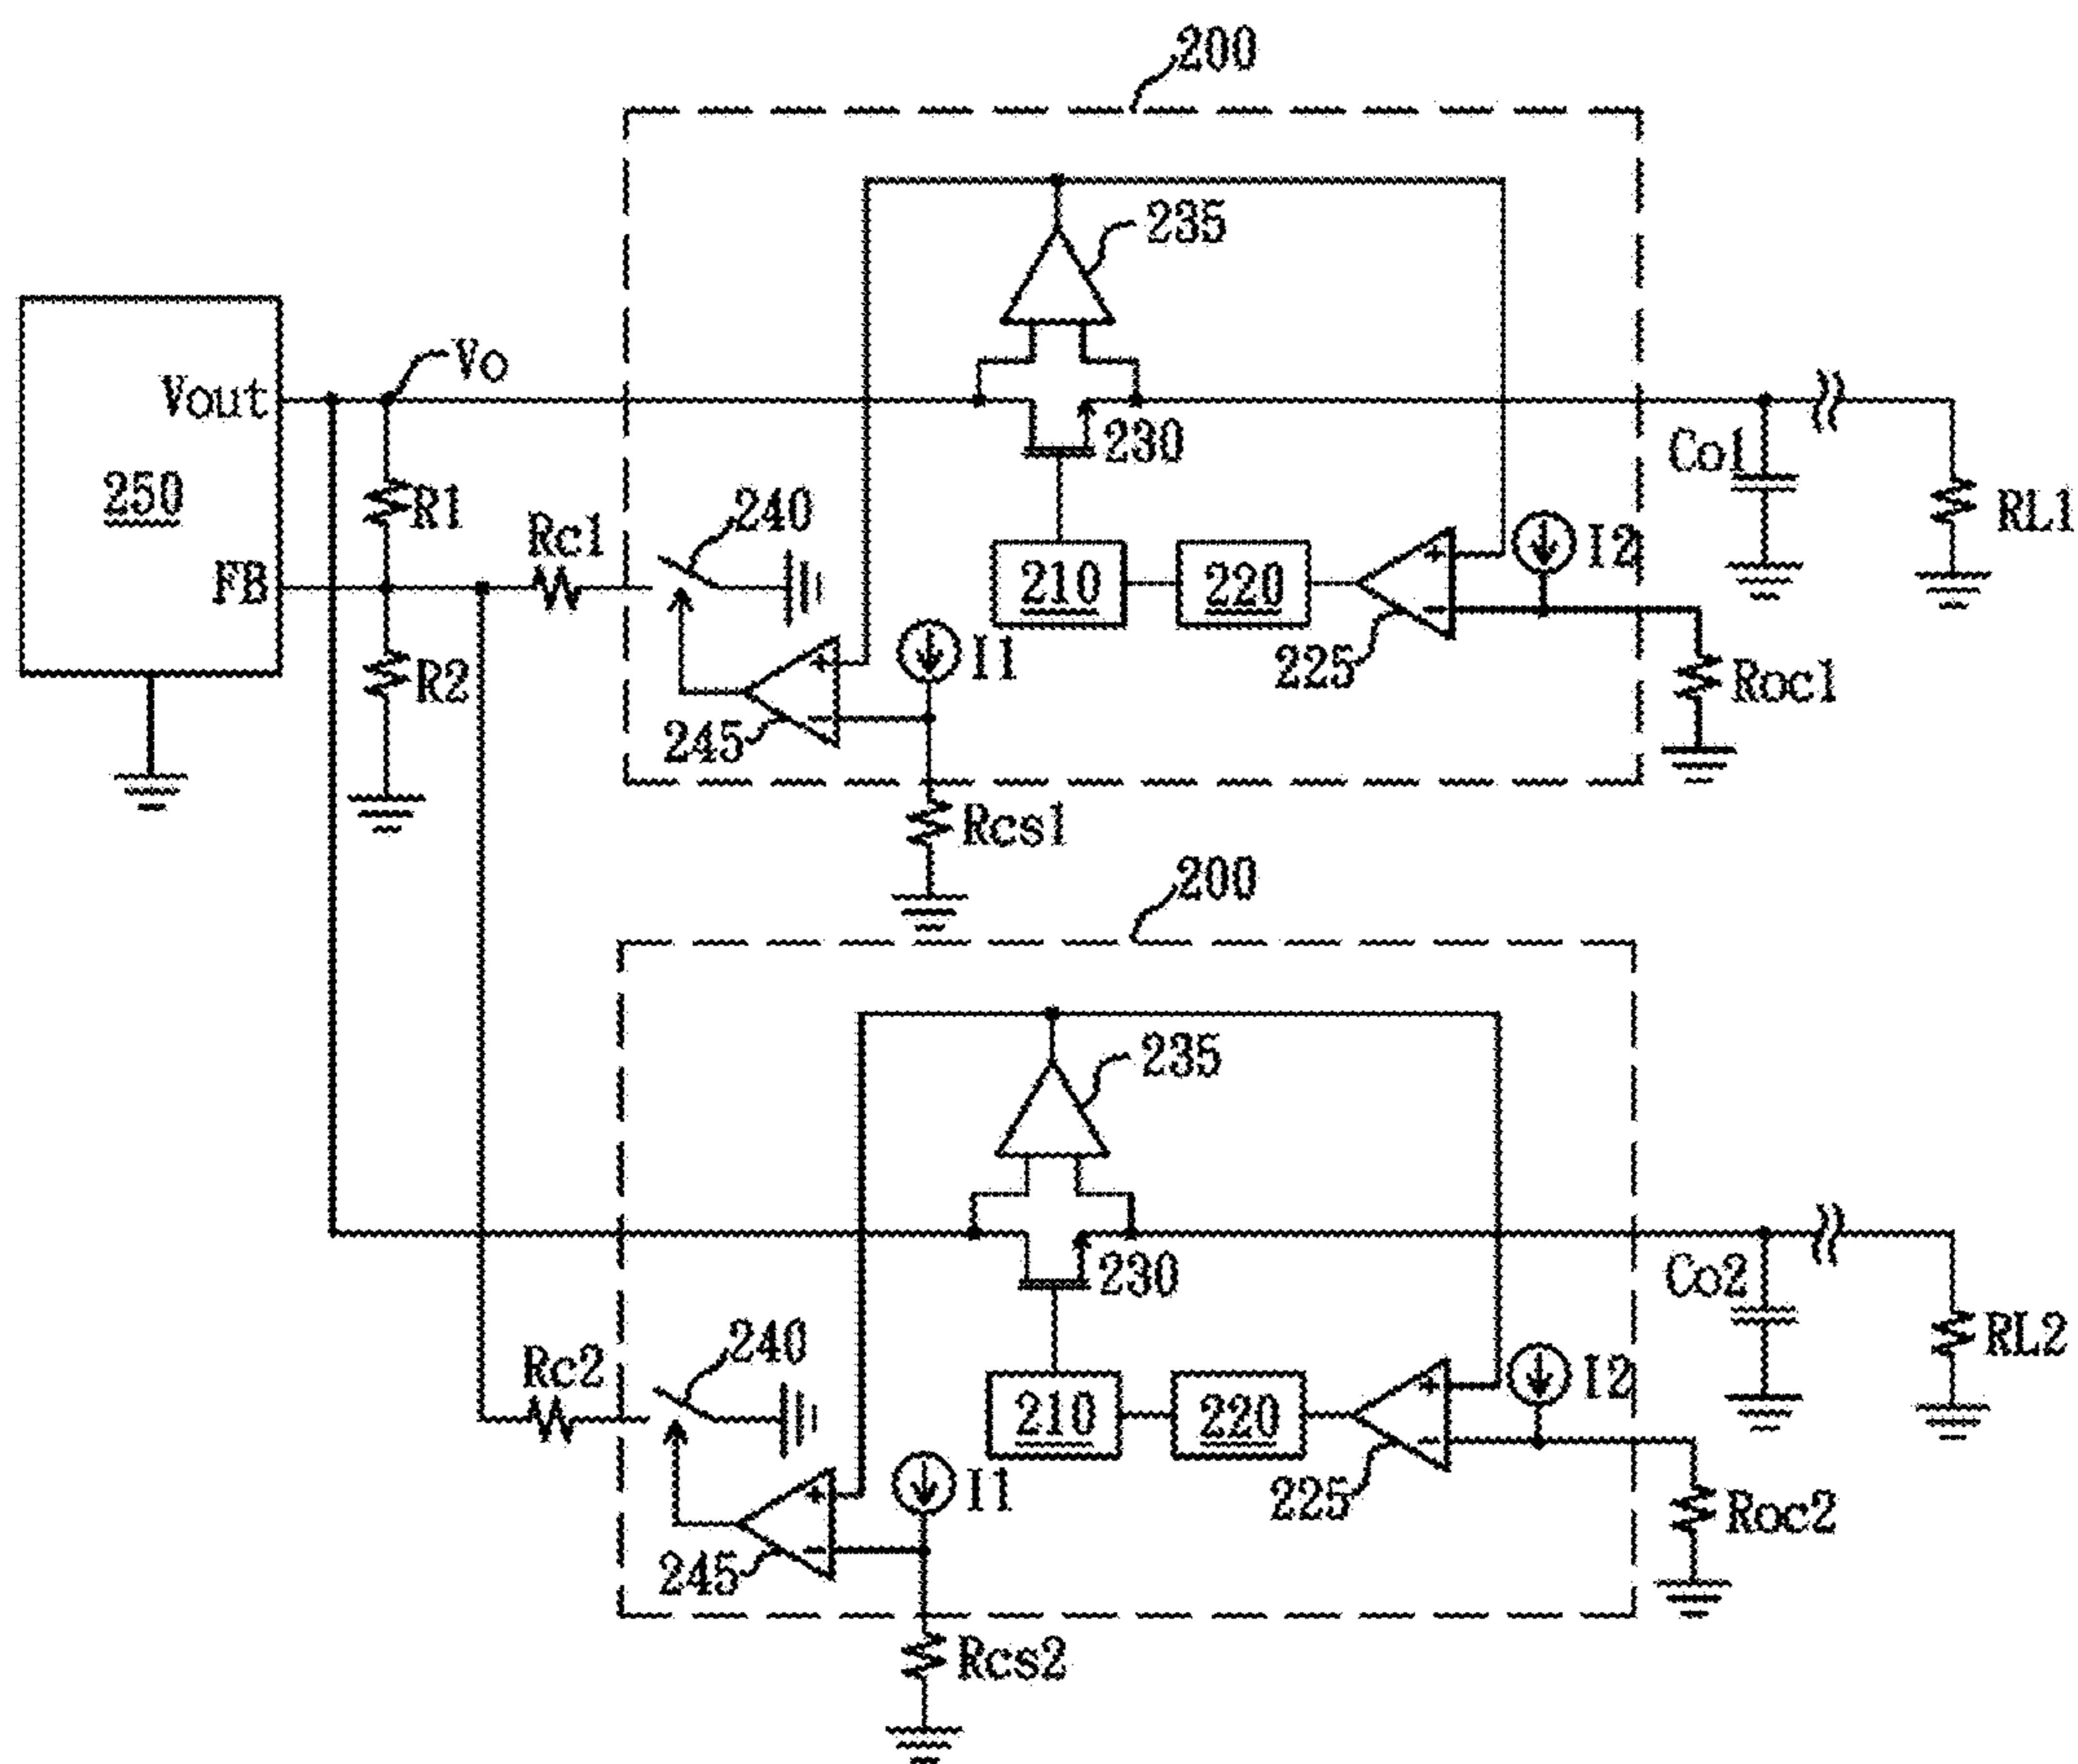 200
235
Vo
Vout
230
Co1
250
R1
Rc1
240
I2
RL1
FB
210
220
R2
I1
225
Roc1
245
Rcs1
200
235
230
Co2
Rc2
240
I2
RL2
210
220
I1
225
Roc2
245
Rcs2
+
-
+
-
+
-
+
-